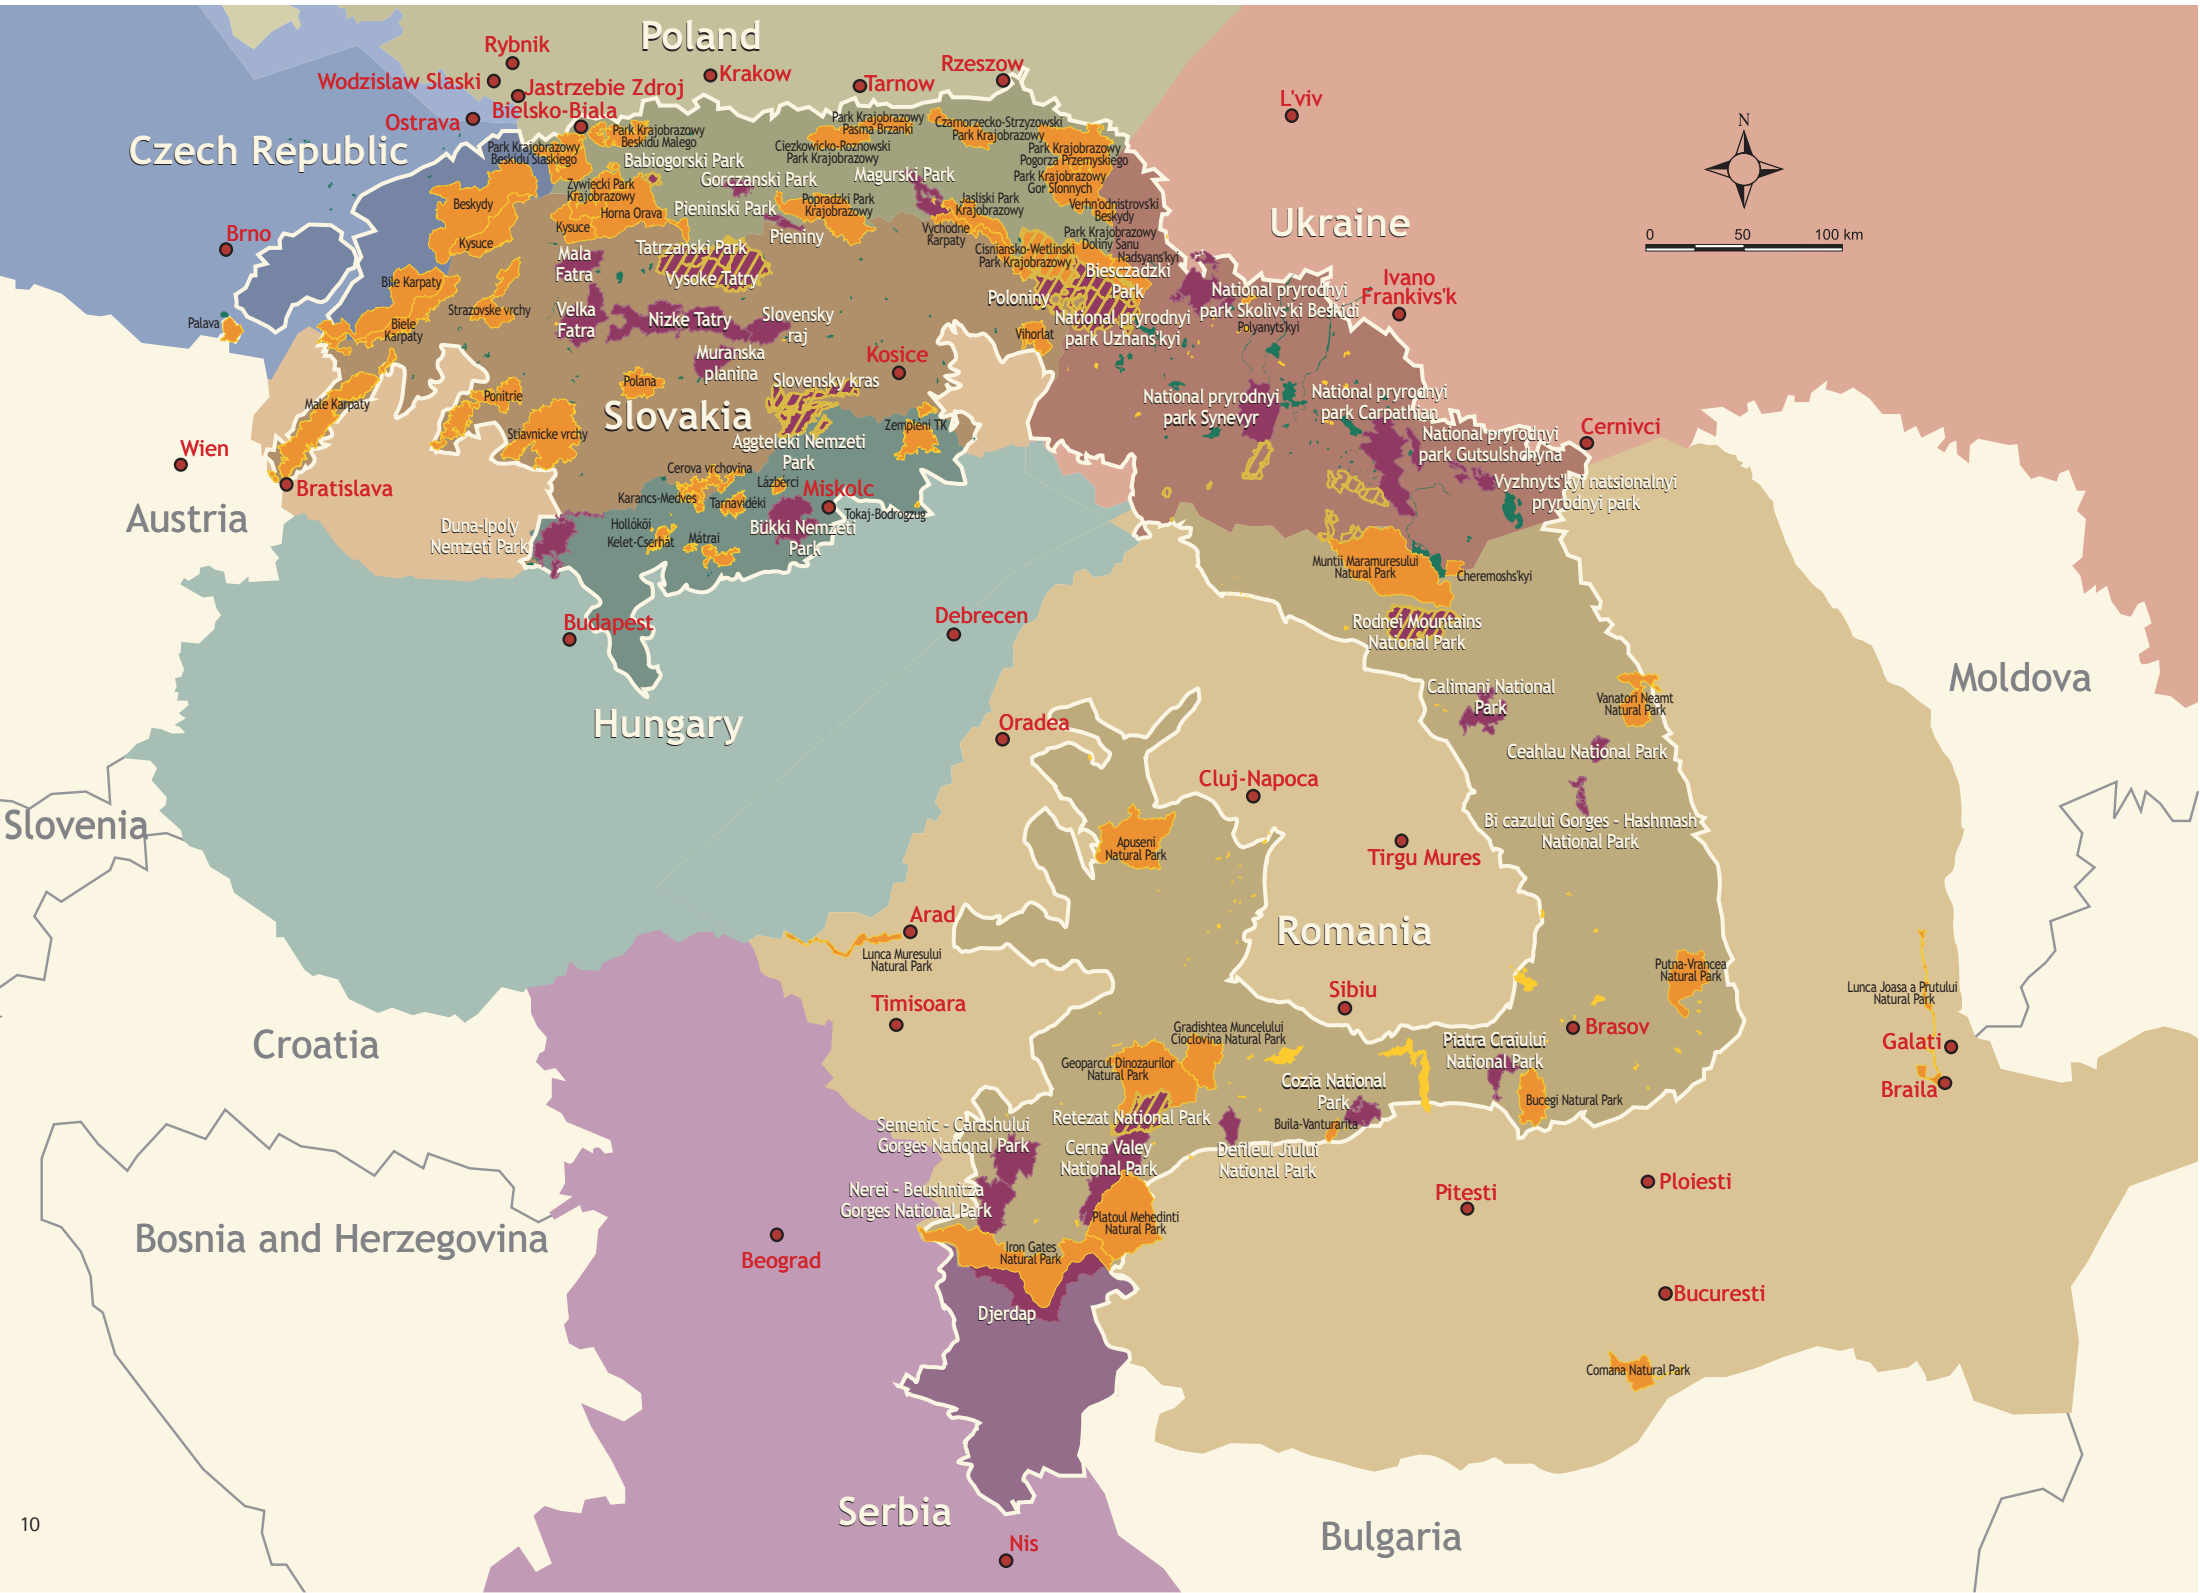 Poland
Rybnik
Wodzislaw Slaski
Jastrzebie Zdroj
Bielsko-Biala
Ostrava
Krakow
Tarnow
Rzeszow
L'viv
Czech Republic
Brno
Ukraine
N
0 50 100 km
Park Krajobrazowy
Beskidu Slaskiego
Park Krajobrazowy
Beskidu Malego
Park Krajobrazowy
Pasma Brzanki
Ciezkowicko-Roznowski
Park Krajobrazowy
Czarnorzecko-Strzyzowski
Park Krajobrazowy
Park Krajobrazowy
Pogorza Przemyskiego
Park Krajobrazowy
Gor Slonnych
Babiogorski Park
Gorczanski Park
Magurski Park
Zywiecki Park
Krajobrazowy
Horna Orava
Pieninski Park
Popradzki Park
Krajobrazowy
Jasliski Park
Krajobrazowy
Verhn'odnistrovs'ki
Beskydy
Beskydy
Kysuce
Kysuce
Pieniny
Vychodne
Karpaty
Park Krajobrazowy
Doliny Sanu
Nadsyans'kyi
Cisniansko-Wetlinski
Park Krajobrazowy
Mala
Fatra
Tatrzanski Park
Vysoke Tatry
Biesczadzki
Park
Poloniny
National pryrodnyi
park Skolivs'ki Beskidi
Polyanyts'kyi
Ivano
Frankivs'k
Bile Karpaty
Strazovske vrchy
Palava
Biele
Karpaty
Velka
Fatra
Nizke Tatry
Slovensky
raj
Vihorlat
National pryrodnyi
park Uzhans'kyi
Muranska
planina
Kosice
Polana
Slovensky kras
Male Karpaty
Ponitrie
Slovakia
Stiavnicke vrchy
National pryrodnyi
park Synevyr
National pryrodnyi
park Carpathian
Cernivci
National pryrodnyi
park Gutsulshchyna
Vyzhnyts'kyi natsionalnyi
pryrodnyi park
Wien
Bratislava
Austria
Aggteleki Nemzeti
Park
Zempléni TK
Cerova vrchovina
Lázbérci
Karancs-Medves
Tarnavidéki
Miskolc
Tokaj-Bodrogzug
Duna-Ipoly
Nemzeti Park
Hollókői
Kelet-Cserhát
Mátrai
Bükki Nemzeti
Park
Muntii Maramuresului
Natural Park
Cheremoshs'kyi
Budapest
Debrecen
Rodnei Mountains
National Park
Moldova
Hungary
Oradea
Calimani National
Park
Vanatori Neamt
Natural Park
Ceahlau National Park
Cluj-Napoca
Slovenia
Bi cazului Gorges - Hashmash
National Park
Apuseni
Natural Park
Tirgu Mures
Arad
Romania
Lunca Muresului
Natural Park
Putna-Vrancea
Natural Park
Lunca Joasa a Prutului
Natural Park
Timisoara
Sibiu
Croatia
Gradishtea Muncelului
Cioclovina Natural Park
Brasov
Galati
Piatra Craiului
National Park
Geoparcul Dinozaurilor
Natural Park
Cozia National
Park
Braila
Bucegi Natural Park
Retezat National Park
Buila-Vanturarita
Semenic - Carashului
Gorges National Park
Cerna Valey
National Park
Defileul Jiului
National Park
Nerei - Beushnitza
Gorges National Park
Pitesti
Ploiesti
Platoul Mehedinti
Natural Park
Bosnia and Herzegovina
Beograd
Iron Gates
Natural Park
Bucuresti
Djerdap
Comana Natural Park
Serbia
Bulgaria
Nis
10